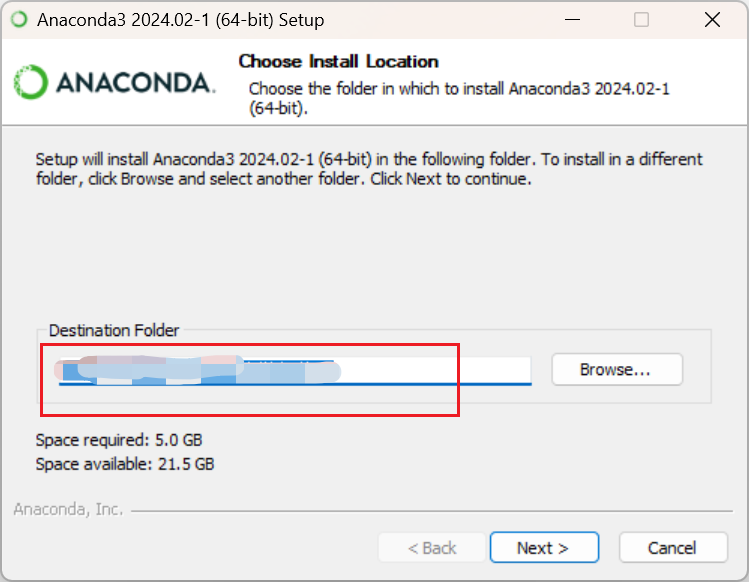 Anaconda3 2024.02-1 (64-bit) Setup
ANACONDA.
Choose Install Location
Choose the folder in which to install Anaconda3 2024.02-1
(64-bit).
Setup will install Anaconda3 2024.02-1 (64-bit) in the following folder. To install in a different
folder, click Browse and select another folder. Click Next to continue.
Destination Folder
Browse...
Space required: 5.0 GB
Space available: 21.5 GB
Anaconda, Inc.
< Back
Next >
Cancel